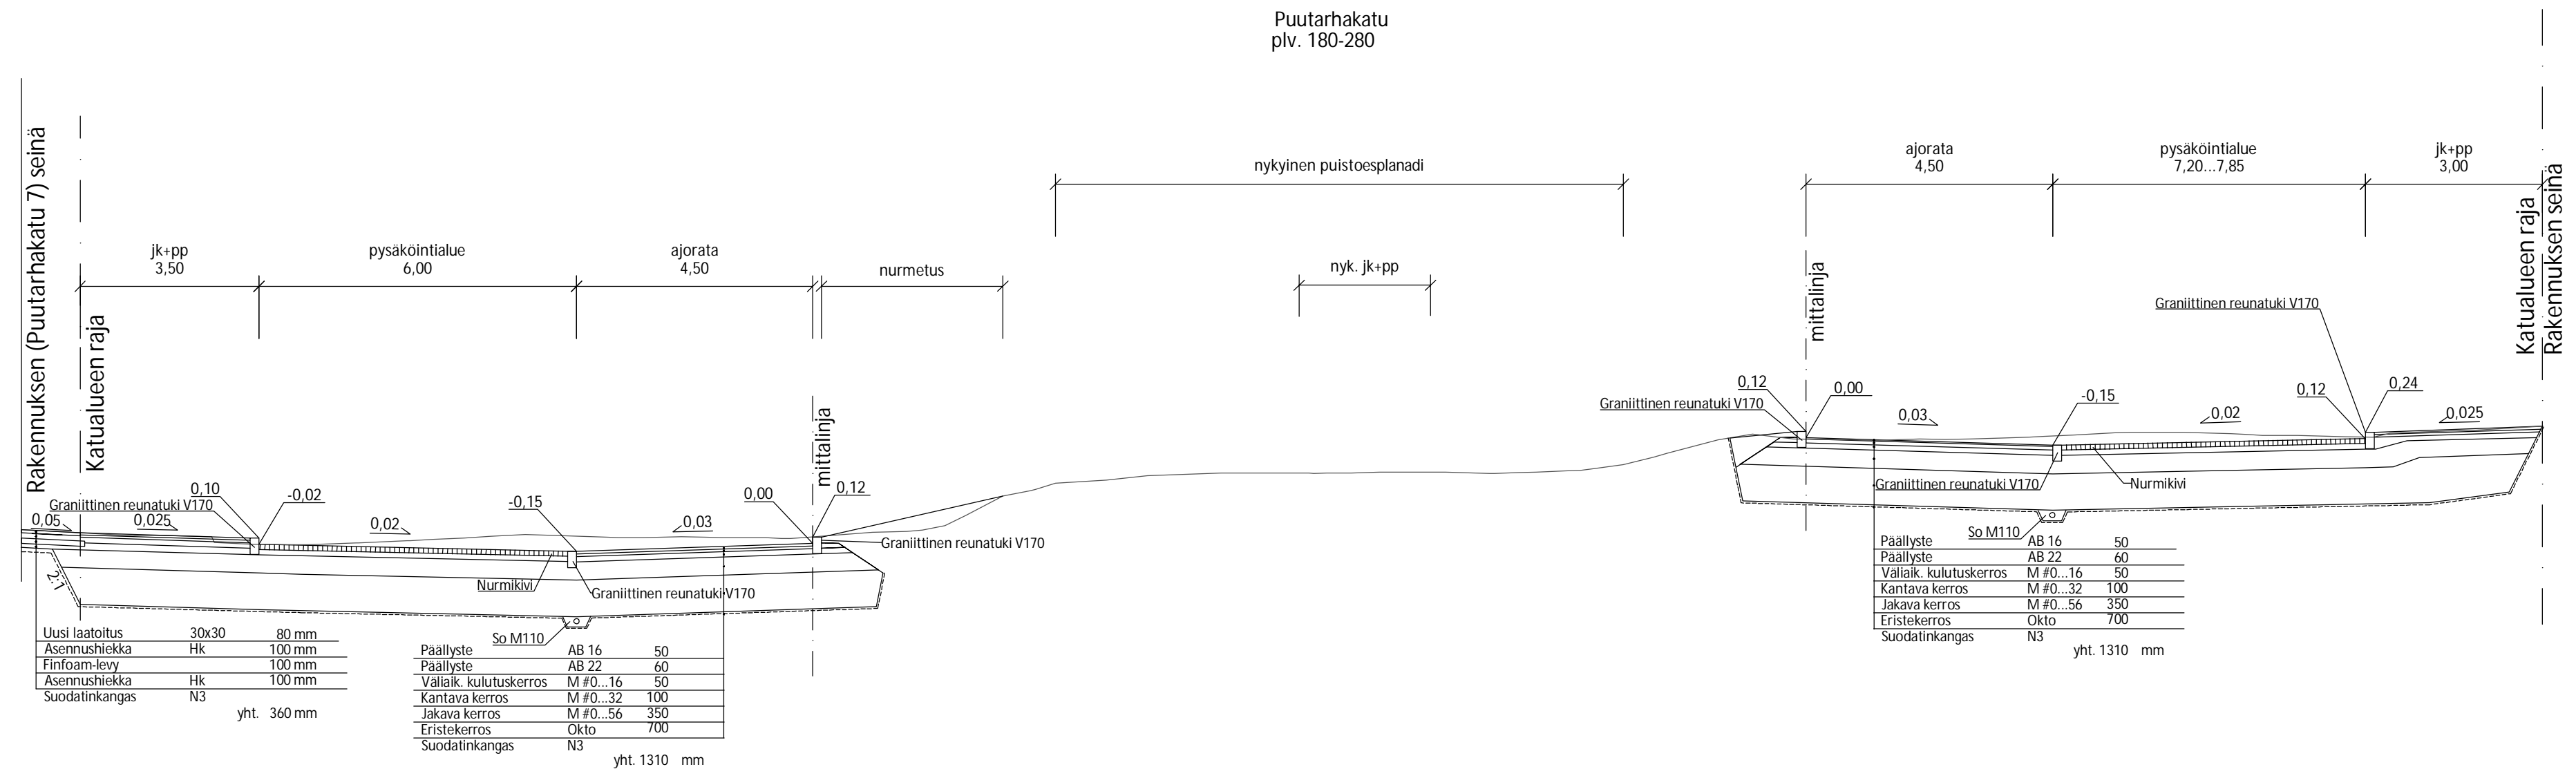 Puutarhakatu
plv. 180-280
Rakennuksen (Puutarhakatu 7) seinä
Katualueen raja
jk+pp
3,50
pysäköintialue
6,00
ajorata
4,50
nurmetus
mittalinja
nykyinen puistoesplanadi
nyk. jk+pp
ajorata
4,50
pysäköintialue
7,20...7,85
jk+pp
3,00
mittalinja
Katualueen raja
Rakennuksen seinä
Graniittinen reunatuki V170
0,12
0,00
Graniittinen reunatuki V170
0,03
-0,15
0,02
0,12
0,24
0,025
Graniittinen reunatuki V170
Nurmikivi
So M110
0,10
-0,02
Graniittinen reunatuki V170
0,05
0,025
0,02
-0,15
0,03
0,00
0,12
Graniittinen reunatuki V170
1:2
Nurmikivi
Graniittinen reunatuki V170
So M110
Uusi laatoitus 30x30 80 mm
Asennushiekka Hk 100 mm
Finfoam-levy 100 mm
Asennushiekka Hk 100 mm
Suodatinkangas N3
yht. 360 mm
Päällyste AB 16 50
Päällyste AB 22 60
Väliaik. kulutuskerros M #0...16 50
Kantava kerros M #0...32 100
Jakava kerros M #0...56 350
Eristekerros Okto 700
Suodatinkangas N3
yht. 1310 mm
Päällyste AB 16 50
Päällyste AB 22 60
Väliaik. kulutuskerros M #0...16 50
Kantava kerros M #0...32 100
Jakava kerros M #0...56 350
Eristekerros Okto 700
Suodatinkangas N3
yht. 1310 mm